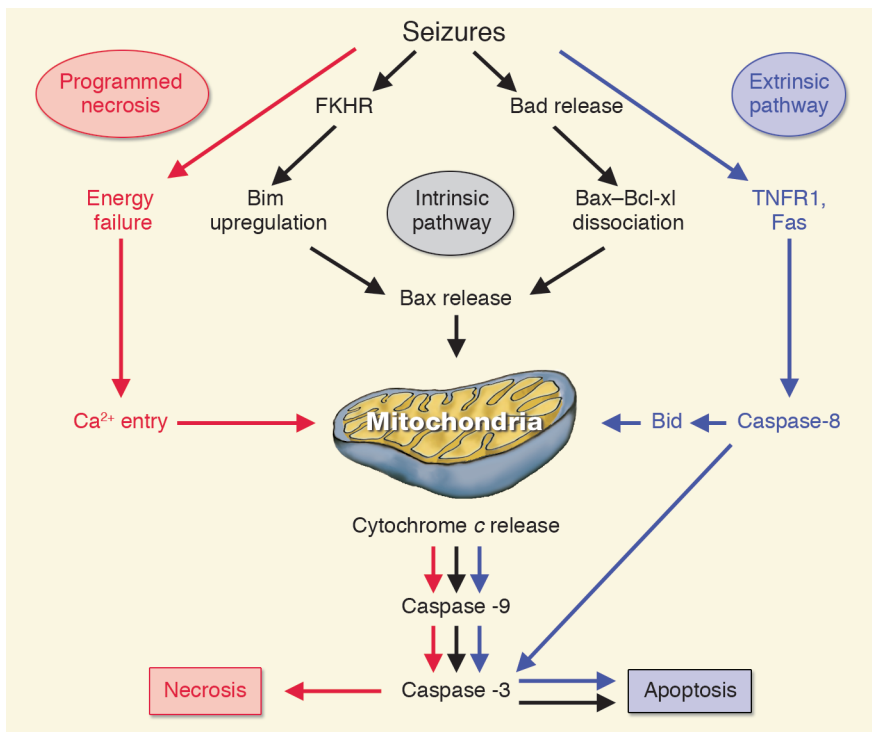 Seizures
Programmed
necrosis
Extrinsic
pathway
FKHR
Bad release
Energy
failure
Bim
upregulation
Intrinsic
pathway
Bax–Bcl-xl
dissociation
TNFR1,
Fas
Bax release
Ca²⁺ entry
Mitochondria
Bid
Caspase-8
Cytochrome c release
Caspase -9
Necrosis
Caspase -3
Apoptosis